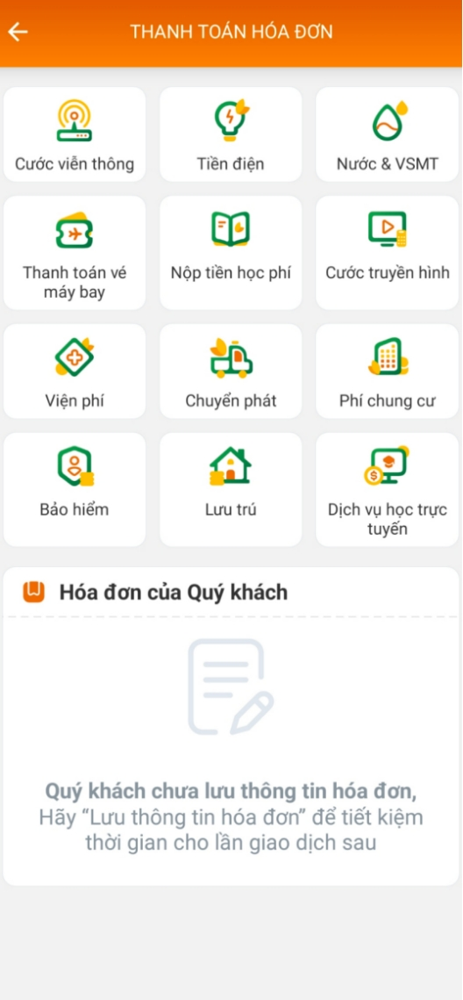 THANH TOÁN HÓA ĐƠN
Cước viễn thông
Tiền điện
Nước & VSMT
Thanh toán vé
máy bay
Nộp tiền học phí
Cước truyền hình
Viện phí
Chuyển phát
Phí chung cư
Bảo hiểm
Lưu trú
Dịch vụ học trực
tuyến
Hóa đơn của Quý khách
Quý khách chưa lưu thông tin hóa đơn,
Hãy “Lưu thông tin hóa đơn” để tiết kiệm
thời gian cho lần giao dịch sau